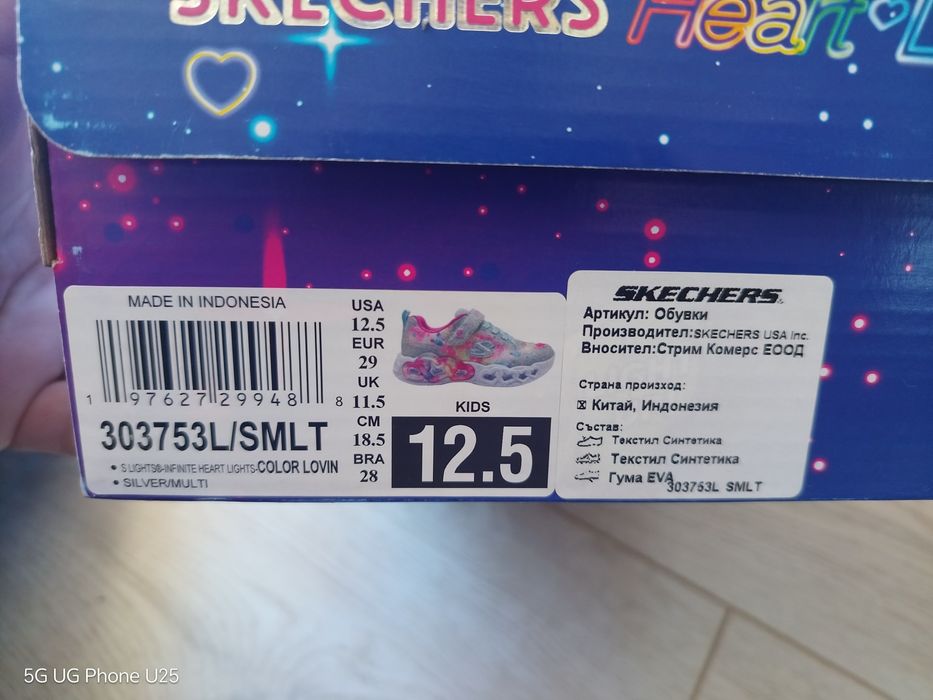 SKECHERS Heart
MADE IN INDONESIA
1 97627 29948 8
303753L/SMLT
• S LIGHTS®-INFINITE HEART LIGHTS-COLOR LOVIN
• SILVER/MULTI
USA
12.5
EUR
29
UK
11.5
CM
18.5
BRA
28
KIDS
12.5
SKECHERS
Артикул: Обувки
Производител:SKECHERS USA Inc.
Вносител:Стрим Комерс ЕООД
Страна произход:
Китай, Индонезия
Състав:
Текстил Синтетика
Текстил Синтетика
Гума EVA
303753L SMLT
5G UG Phone U25